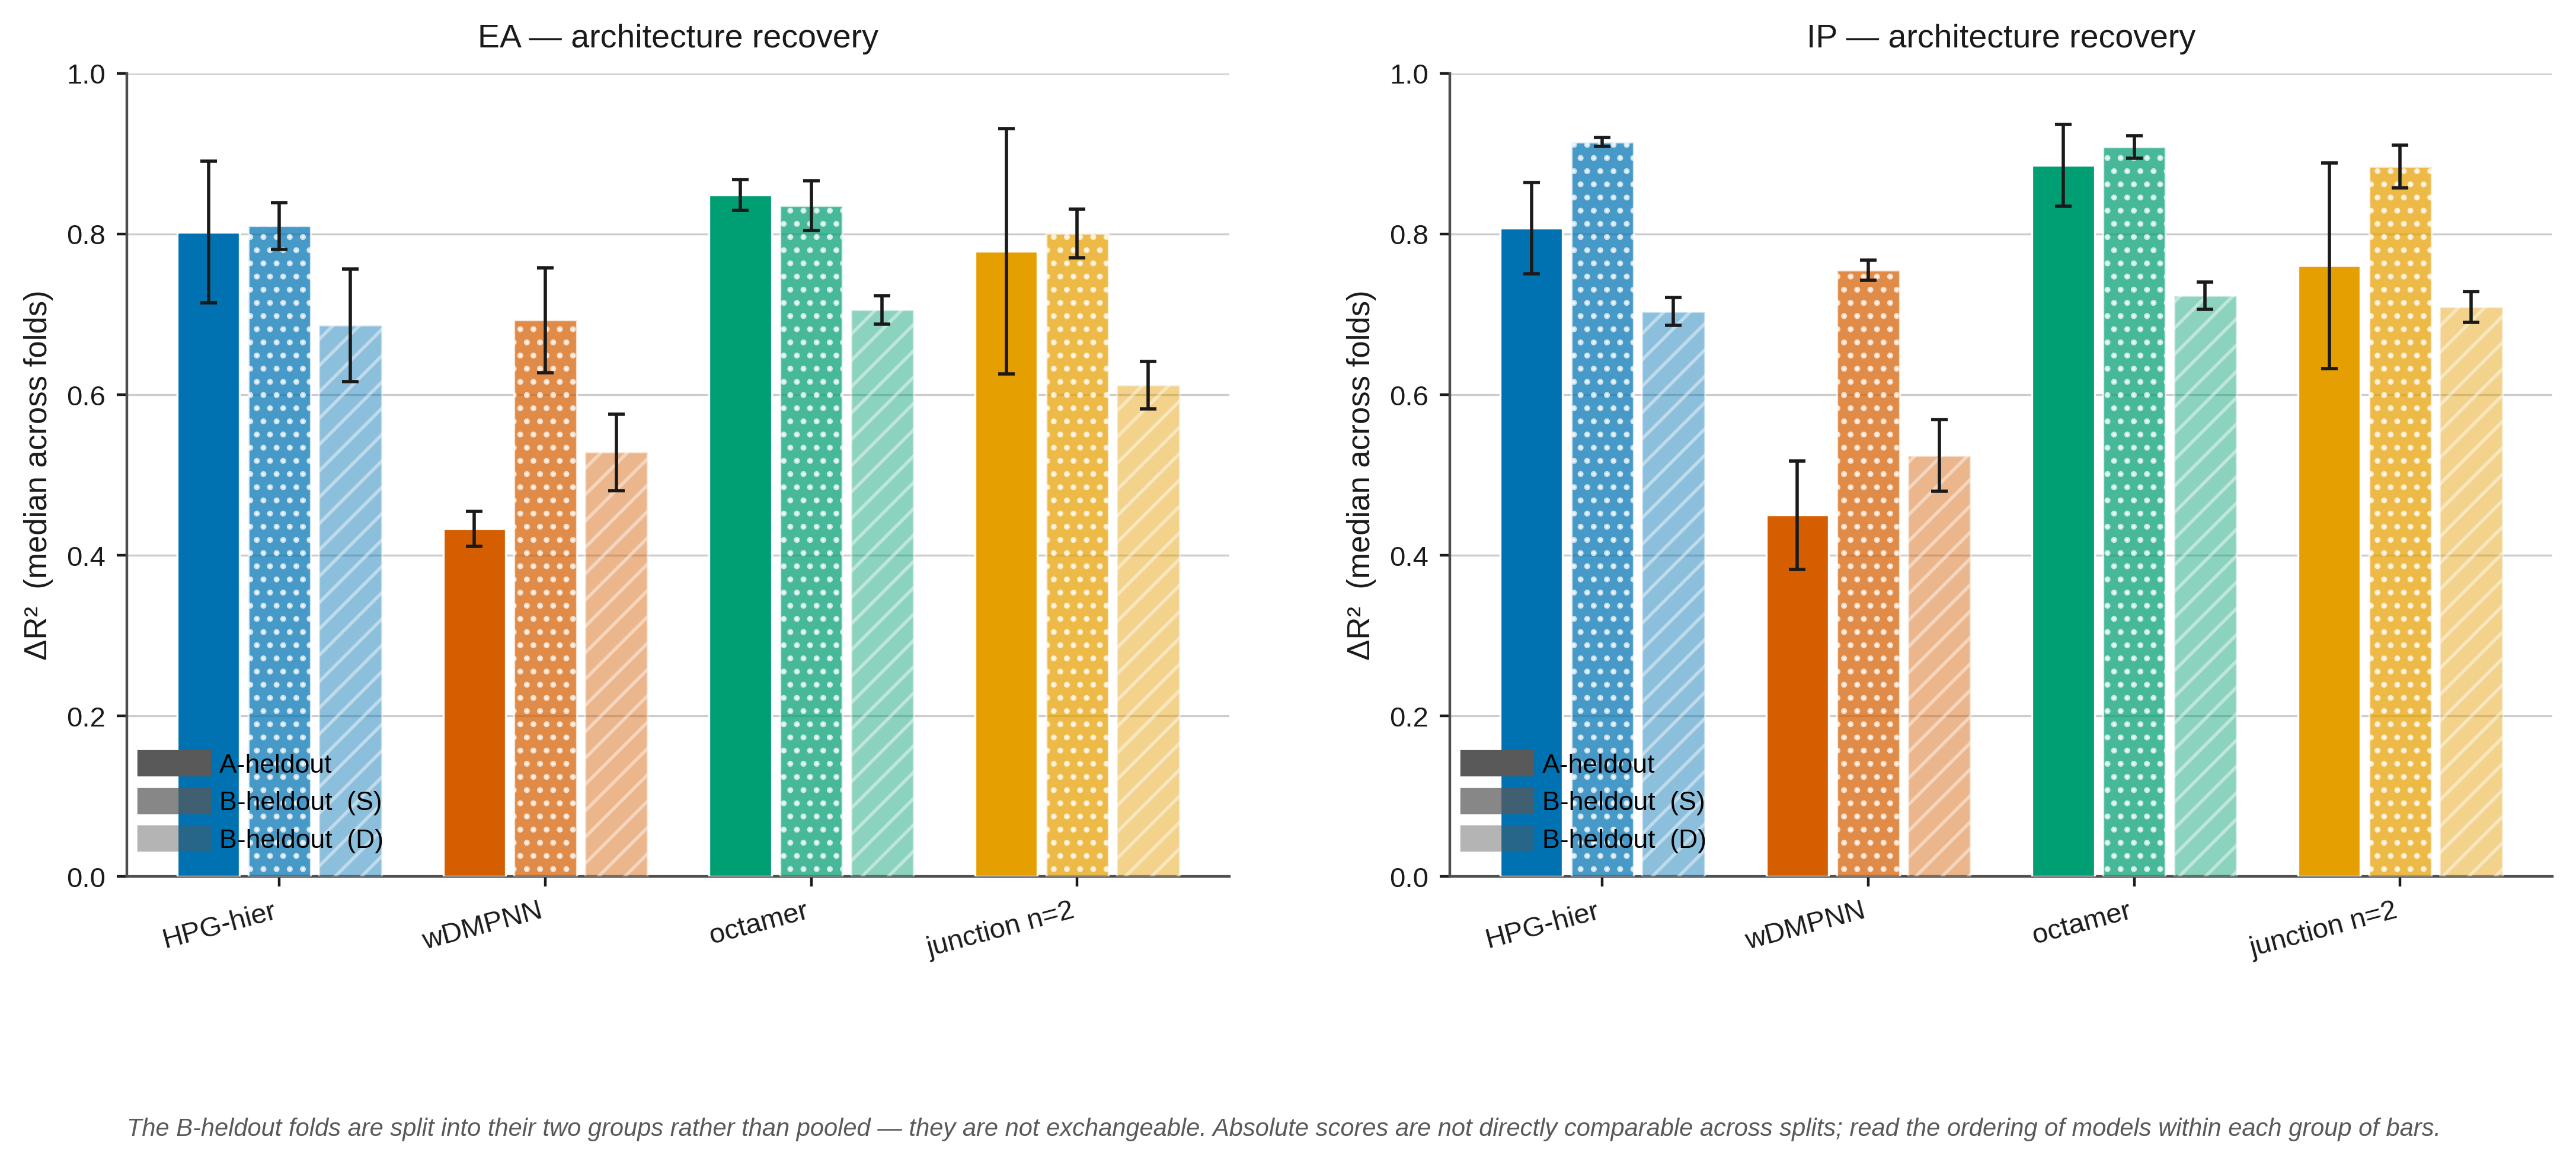 EA — architecture recovery
1.0
0.8
0.6
0.4
0.2
0.0
ΔR² (median across folds)
A-heldout
B-heldout (S)
B-heldout (D)
HPG-hier
wDMPNN
octamer
junction n=2
IP — architecture recovery
1.0
0.8
0.6
0.4
0.2
0.0
ΔR² (median across folds)
A-heldout
B-heldout (S)
B-heldout (D)
HPG-hier
wDMPNN
octamer
junction n=2
The B-heldout folds are split into their two groups rather than pooled — they are not exchangeable. Absolute scores are not directly comparable across splits; read the ordering of models within each group of bars.